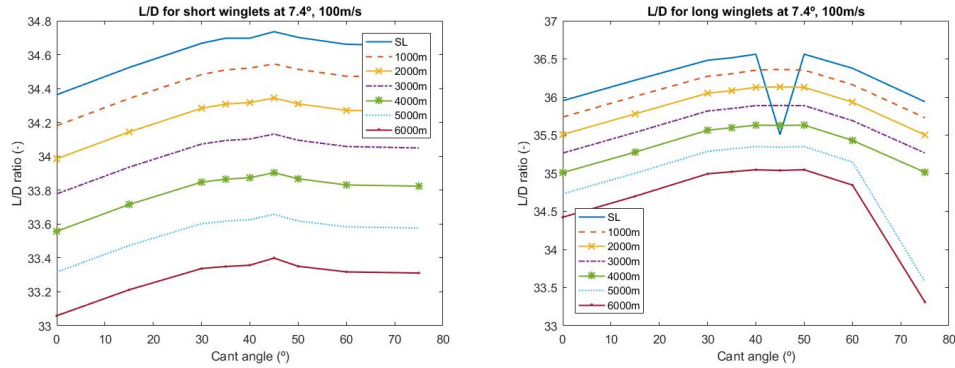 L/D for short winglets at 7.4º, 100m/s
34.8
34.6
34.4
34.2
34
33.8
33.6
33.4
33.2
33
L/D ratio (-)
0 10 20 30 40 50 60 70 80
Cant angle (º)
SL
1000m
2000m
3000m
4000m
5000m
6000m
L/D for long winglets at 7.4º, 100m/s
37
36.5
36
35.5
35
34.5
34
33.5
33
L/D ratio (-)
0 10 20 30 40 50 60 70 80
Cant angle (º)
SL
1000m
2000m
3000m
4000m
5000m
6000m